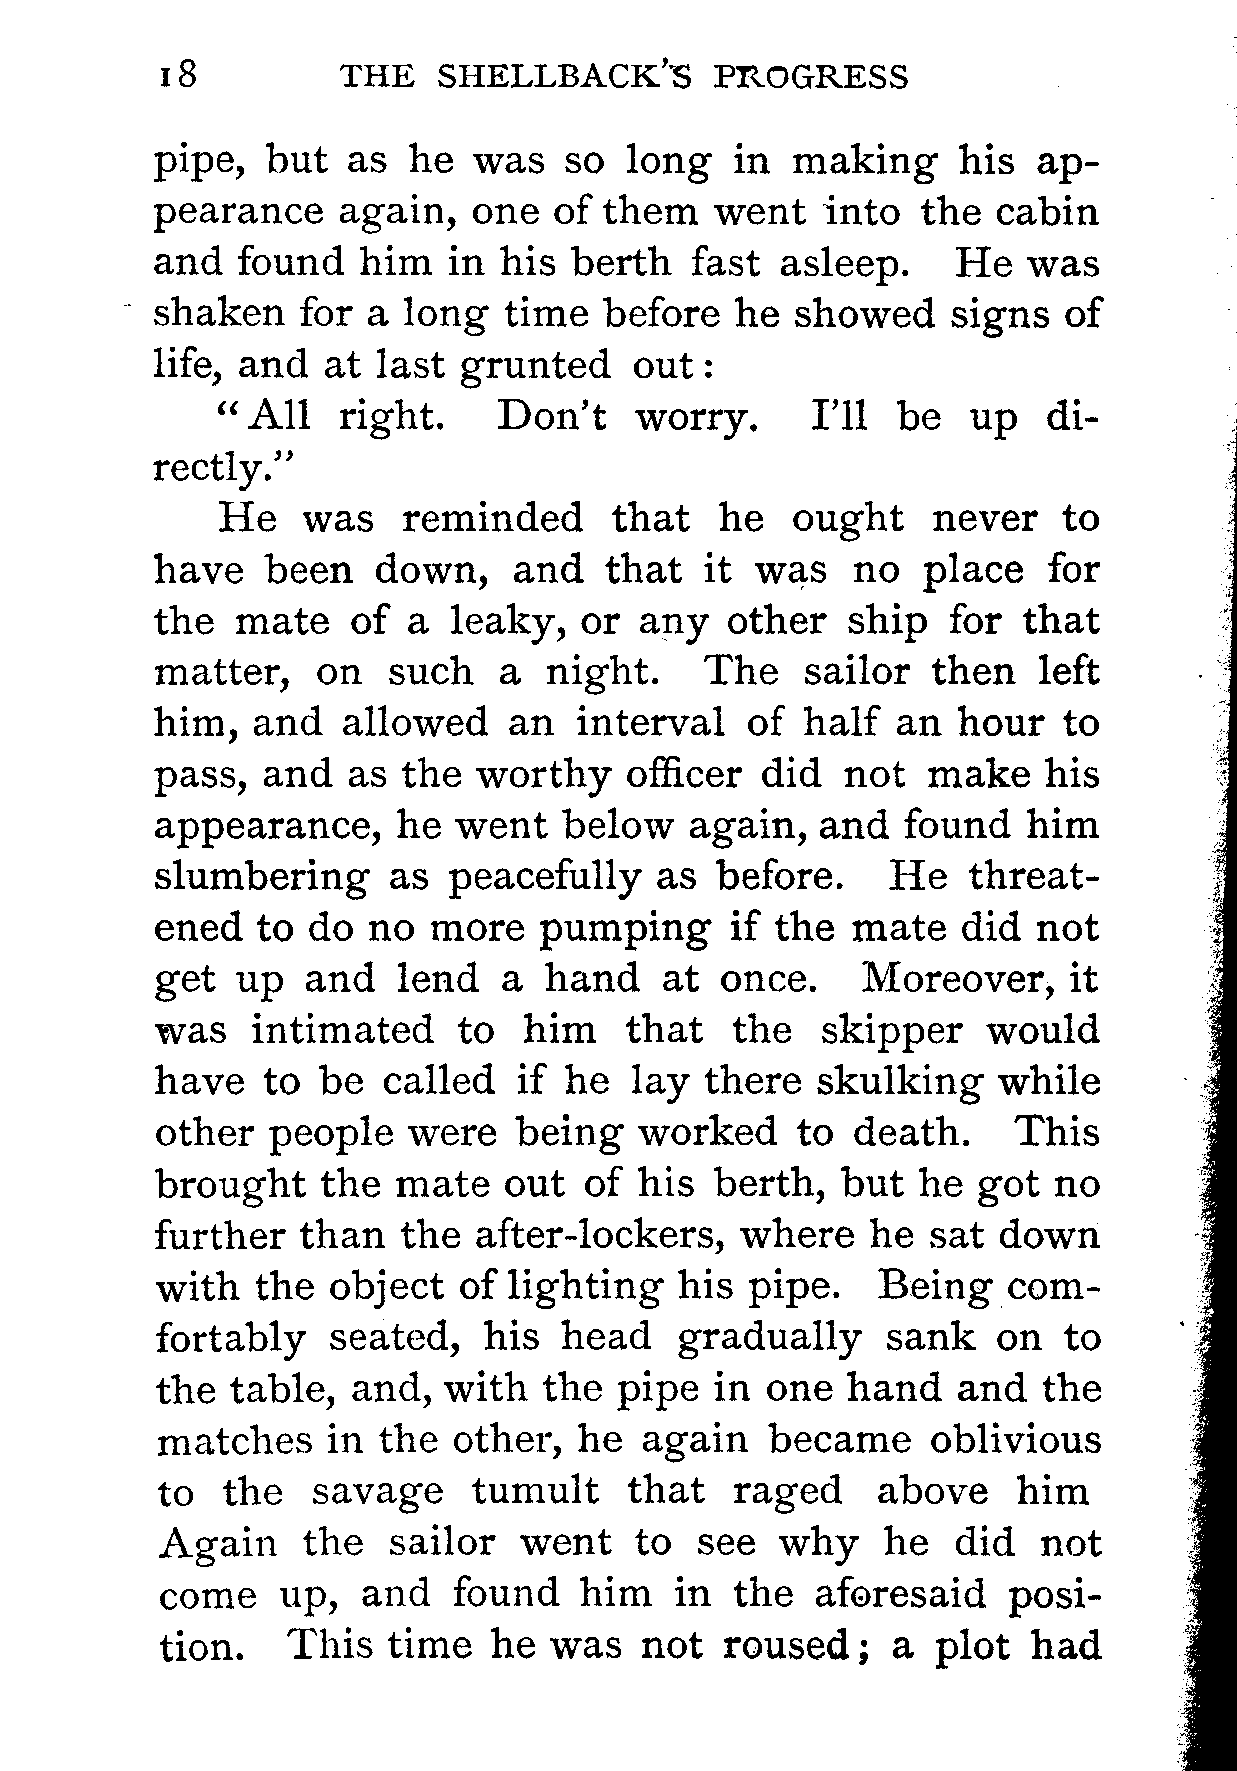 18 THE SHELLBACK'S PROGRESS
pipe, but as he was so long in making his ap-
pearance again, one of them went into the cabin
and found him in his berth fast asleep. He was
shaken for a long time before he showed signs of
life, and at last grunted out :
" All right. Don't worry. I'll be up di-
rectly."
He was reminded that he ought never to
have been down, and that it was no place for
the mate of a leaky, or any other ship for that
matter, on such a night. The sailor then left
him, and allowed an interval of half an hour to
pass, and as the worthy officer did not make his
appearance, he went below again, and found him
slumbering as peacefully as before. He threat-
ened to do no more pumping if the mate did not
get up and lend a hand at once. Moreover, it
was intimated to him that the skipper would
have to be called if he lay there skulking while
other people were being worked to death. This
brought the mate out of his berth, but he got no
further than the after-lockers, where he sat down
with the object of lighting his pipe. Being com-
fortably seated, his head gradually sank on to
the table, and, with the pipe in one hand and the
matches in the other, he again became oblivious
to the savage tumult that raged above him
Again the sailor went to see why he did not
come up, and found him in the aforesaid posi-
tion. This time he was not roused ; a plot had